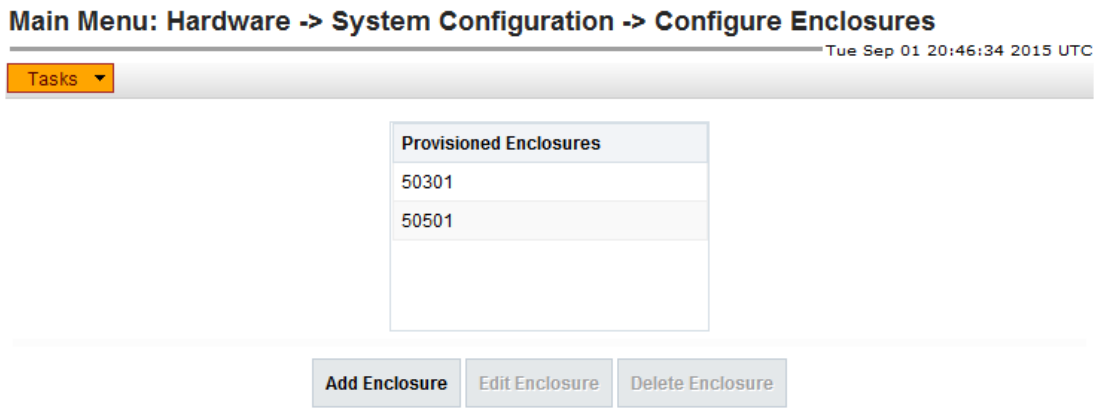 Main Menu: Hardware -> System Configuration -> Configure Enclosures
Tue Sep 01 20:46:34 2015 UTC
Tasks
Provisioned Enclosures
50301
50501
Add Enclosure Edit Enclosure Delete Enclosure